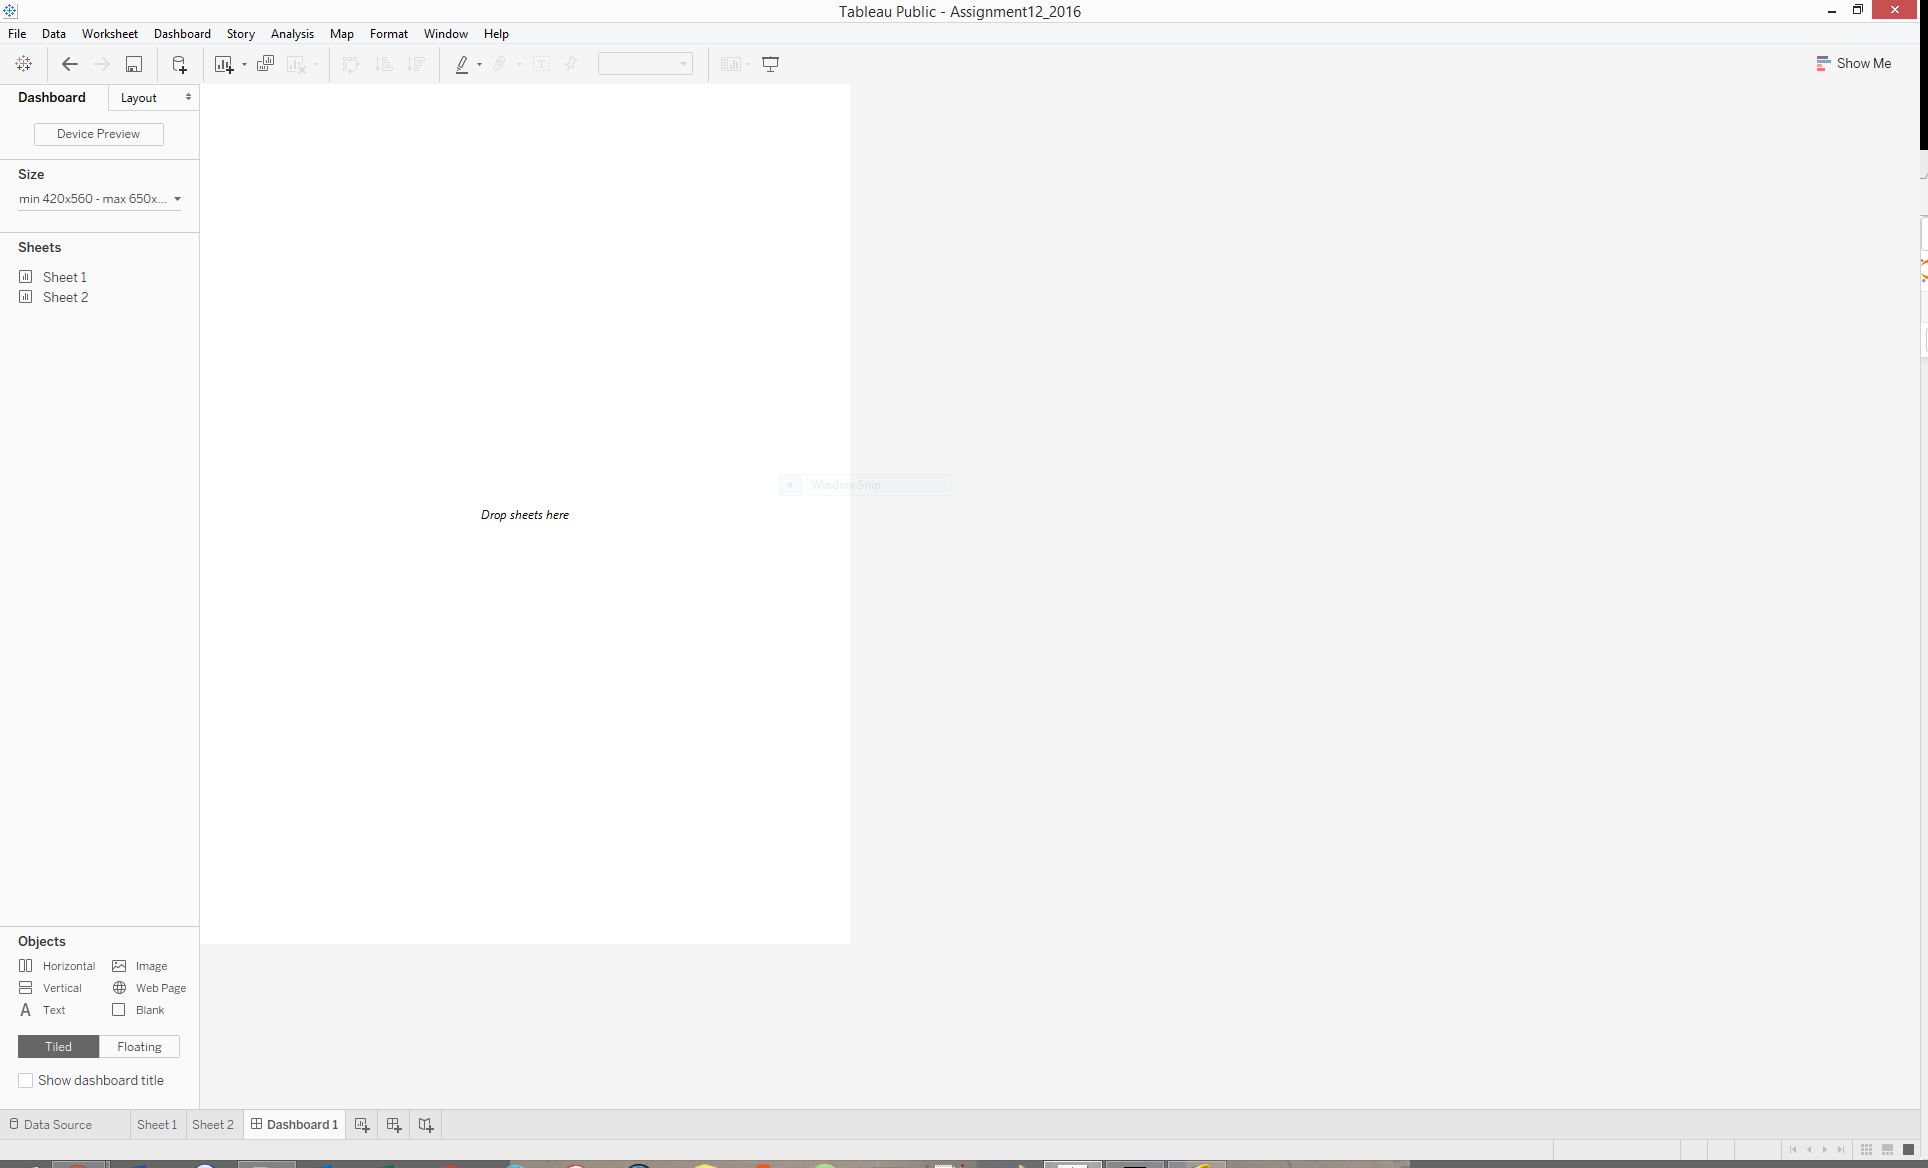 Tableau Public - Assignment12_2016
File Data Worksheet Dashboard Story Analysis Map Format Window Help
Show Me
Dashboard Layout
Device Preview
Size
min 420x560 - max 650x...
Sheets
Sheet 1
Sheet 2
Window Snip
Drop sheets here
Objects
Horizontal Image
Vertical Web Page
A Text Blank
Tiled Floating
Show dashboard title
Data Source Sheet 1 Sheet 2 Dashboard 1